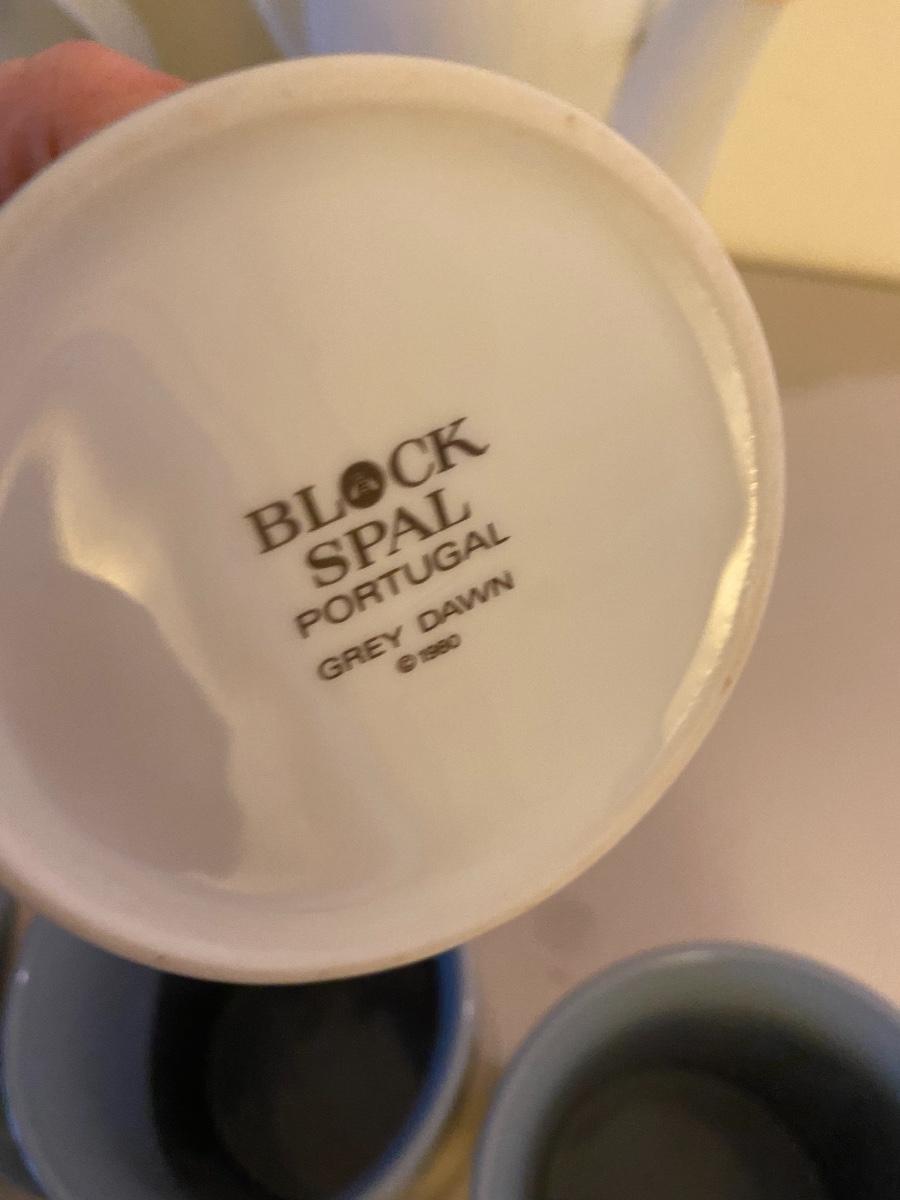 BLOCK
SPAL
PORTUGAL
GREY DAWN
©1980